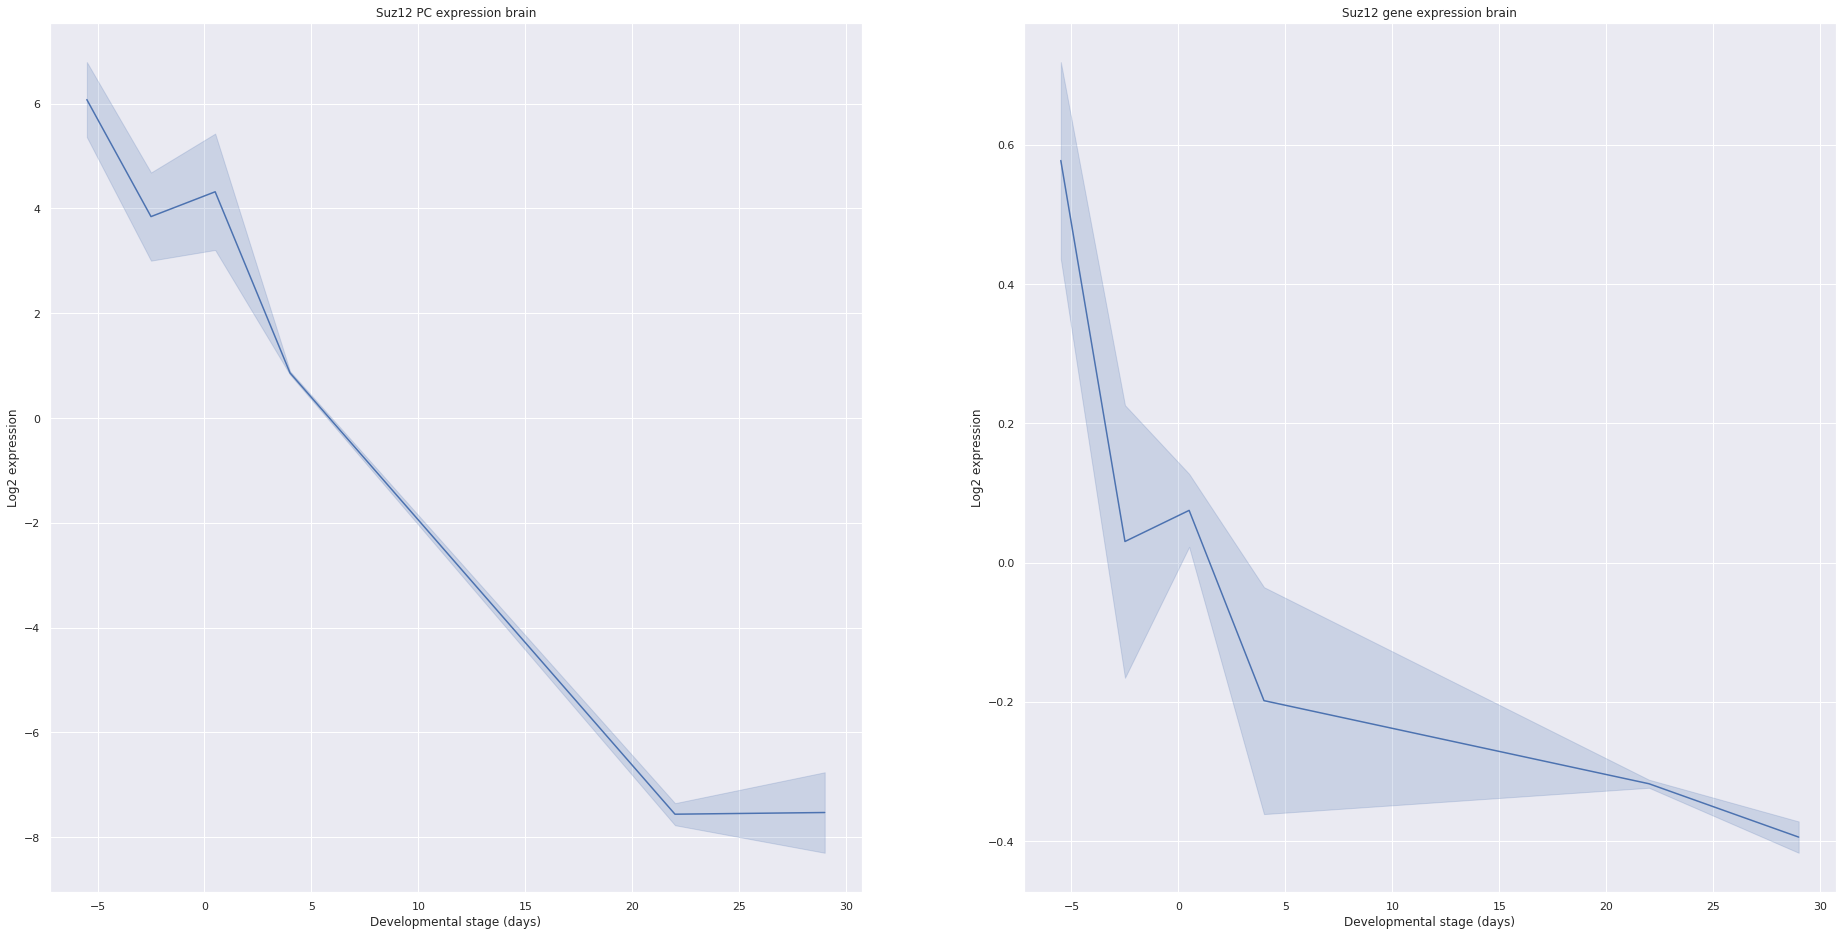 Suz12 PC expression brain
Log2 expression
6
4
2
0
−2
−4
−6
−8
−5 0 5 10 15 20 25 30
Developmental stage (days)
Suz12 gene expression brain
Log2 expression
0.6
0.4
0.2
0.0
−0.2
−0.4
−5 0 5 10 15 20 25 30
Developmental stage (days)